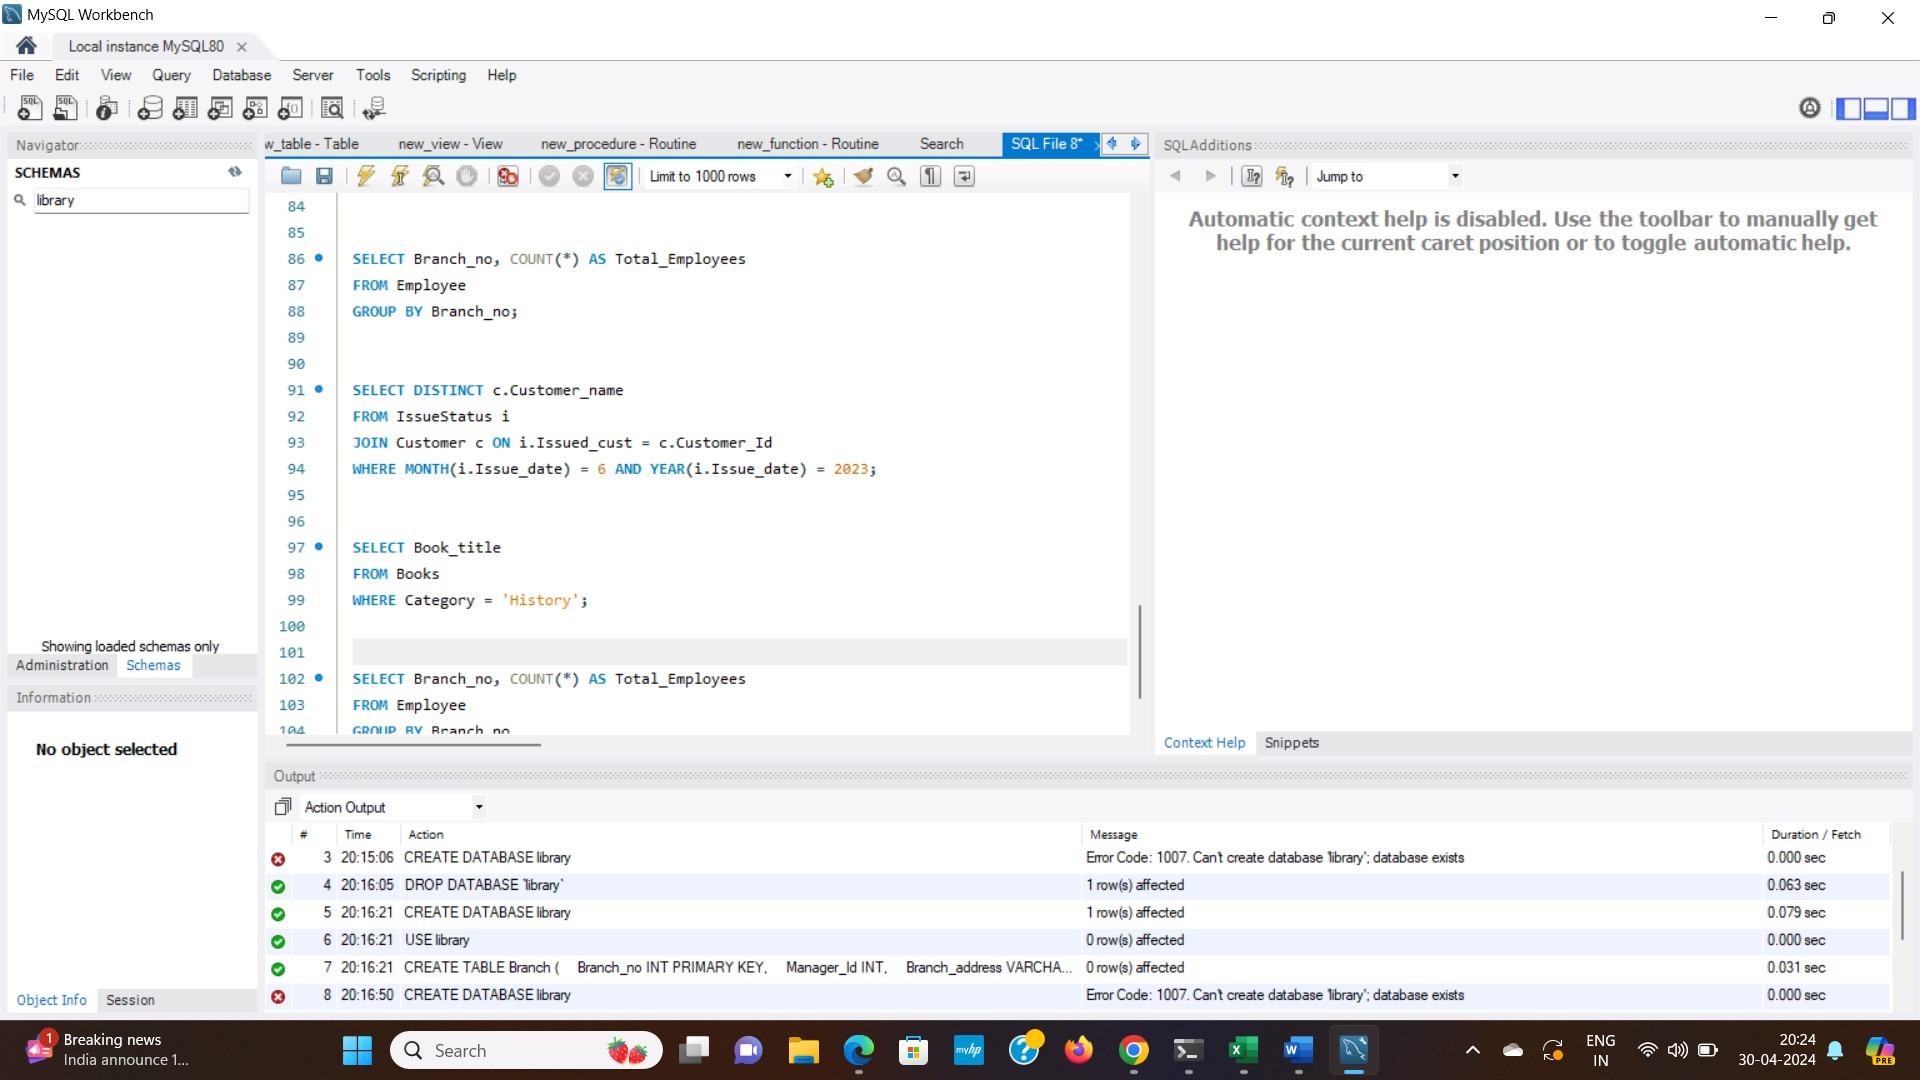 MySQL Workbench
Local instance MySQL80
File Edit View Query Database Server Tools Scripting Help
Navigator
SCHEMAS
library
Showing loaded schemas only
Administration Schemas
Information
No object selected
Object Info Session
w_table - Table new_view - View new_procedure - Routine new_function - Routine Search SQL File 8*
Limit to 1000 rows
84
85
86 SELECT Branch_no, COUNT(*) AS Total_Employees
87 FROM Employee
88 GROUP BY Branch_no;
89
90
91 SELECT DISTINCT c.Customer_name
92 FROM IssueStatus i
93 JOIN Customer c ON i.Issued_cust = c.Customer_Id
94 WHERE MONTH(i.Issue_date) = 6 AND YEAR(i.Issue_date) = 2023;
95
96
97 SELECT Book_title
98 FROM Books
99 WHERE Category = 'History';
100
101
102 SELECT Branch_no, COUNT(*) AS Total_Employees
103 FROM Employee
104 GROUP BY Branch_no
SQLAdditions
Jump to
Automatic context help is disabled. Use the toolbar to manually get
help for the current caret position or to toggle automatic help.
Context Help Snippets
Output
Action Output
# Time Action Message Duration / Fetch
3 20:15:06 CREATE DATABASE library Error Code: 1007. Can't create database 'library'; database exists 0.000 sec
4 20:16:05 DROP DATABASE `library` 1 row(s) affected 0.063 sec
5 20:16:21 CREATE DATABASE library 1 row(s) affected 0.079 sec
6 20:16:21 USE library 0 row(s) affected 0.000 sec
7 20:16:21 CREATE TABLE Branch ( Branch_no INT PRIMARY KEY, Manager_Id INT, Branch_address VARCHA... 0 row(s) affected 0.031 sec
8 20:16:50 CREATE DATABASE library Error Code: 1007. Can't create database 'library'; database exists 0.000 sec
1
Breaking news
India announce 1...
Search
myhp
ENG
IN
20:24
30-04-2024
PRE